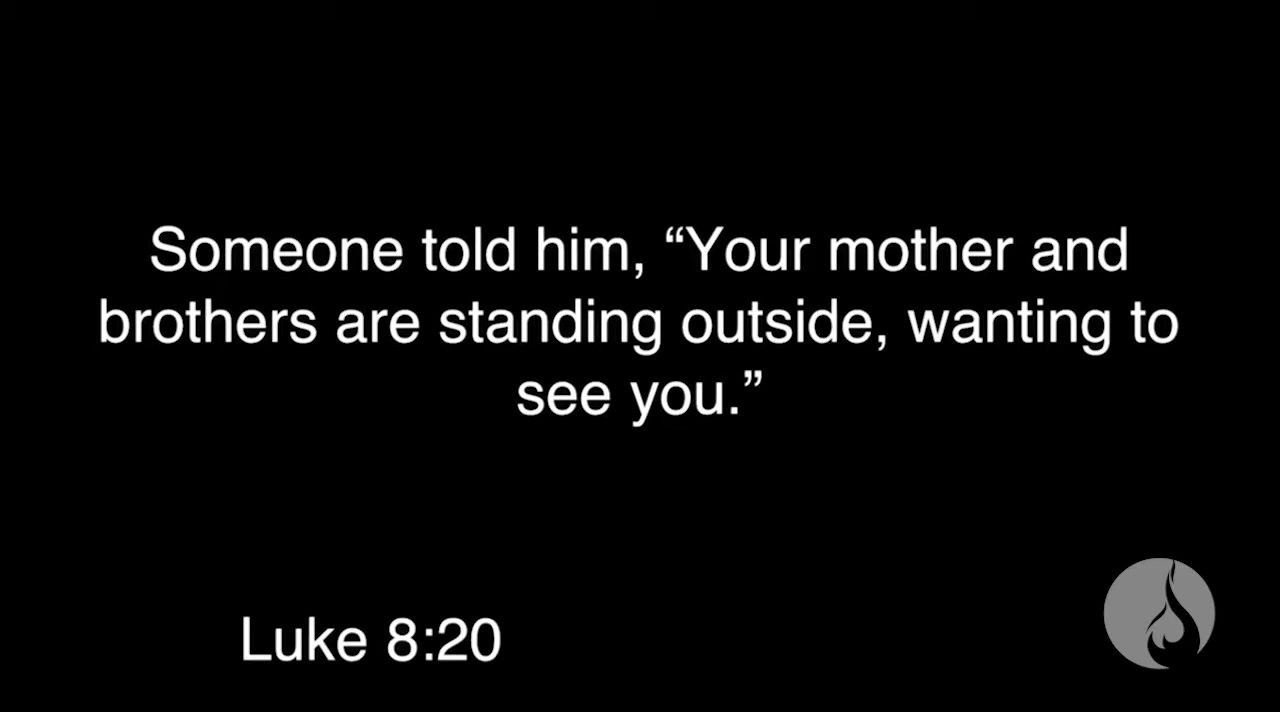 Someone told him, “Your mother and
brothers are standing outside, wanting to
see you.”
Luke 8:20